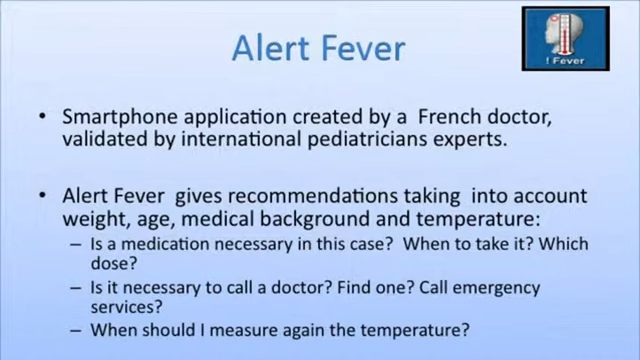 Alert Fever
! Fever
• Smartphone application created by a French doctor,
validated by international pediatricians experts.
• Alert Fever gives recommendations taking into account
weight, age, medical background and temperature:
– Is a medication necessary in this case? When to take it? Which
dose?
– Is it necessary to call a doctor? Find one? Call emergency
services?
– When should I measure again the temperature?